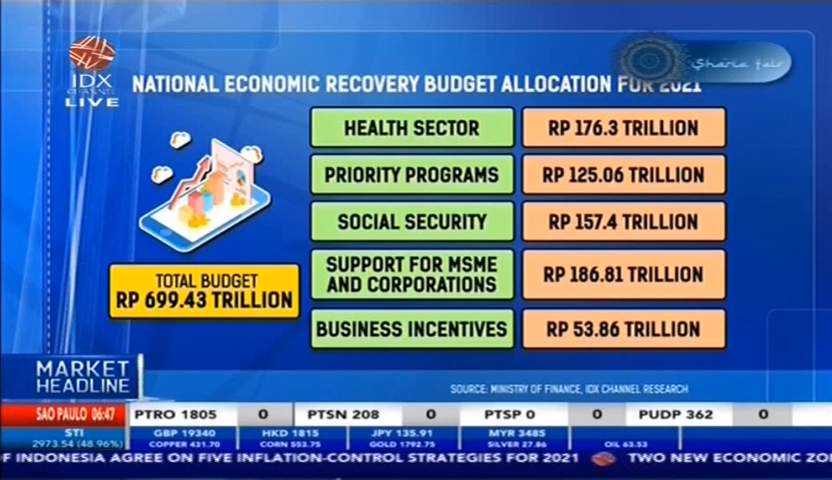 IDX
CHANNEL
LIVE
Sharia fair
NATIONAL ECONOMIC RECOVERY BUDGET ALLOCATION FOR 2021
HEALTH SECTOR RP 176.3 TRILLION
PRIORITY PROGRAMS RP 125.06 TRILLION
SOCIAL SECURITY RP 157.4 TRILLION
SUPPORT FOR MSME
AND CORPORATIONS RP 186.81 TRILLION
BUSINESS INCENTIVES RP 53.86 TRILLION
TOTAL BUDGET
RP 699.43 TRILLION
MARKET
HEADLINE
SOURCE: MINISTRY OF FINANCE, IDX CHANNEL RESEARCH
SAO PAULO 06:47 PTRO 1805 0 PTSN 208 0 PTSP 0 0 PUDP 362 0
STI GBP 19340 HKD 1815 JPY 135.91 MYR 3485
2973.54 (48.96%) COPPER 431.70 CORN 553.75 GOLD 1792.75 SILVER 27.86 OIL 63.53
OF INDONESIA AGREE ON FIVE INFLATION-CONTROL STRATEGIES FOR 2021 TWO NEW ECONOMIC ZO